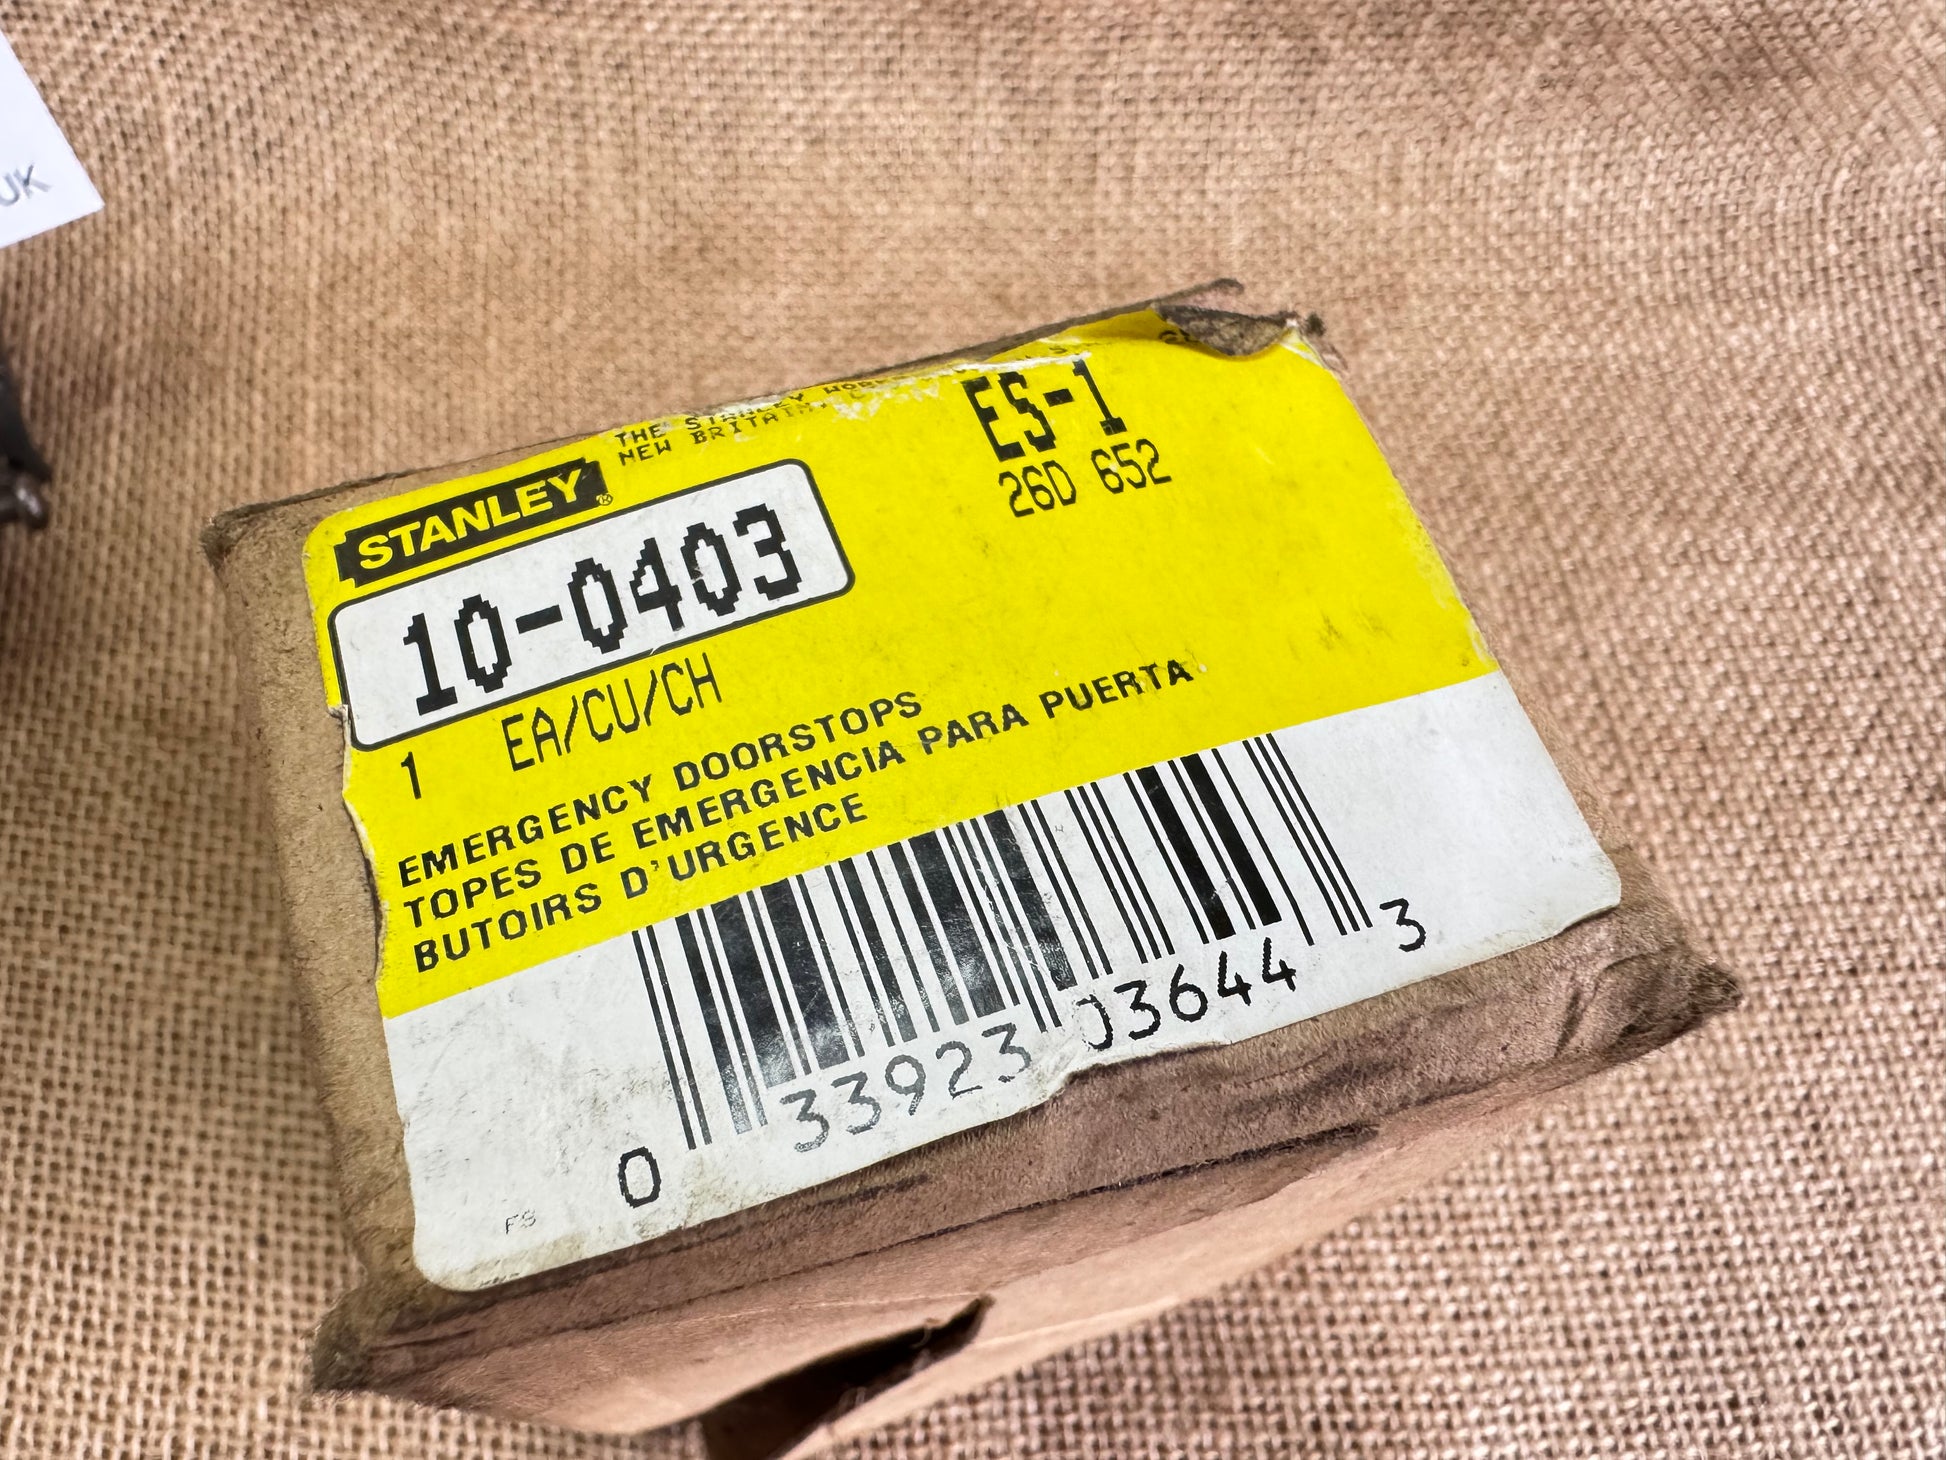 UK
THE STANLEY WORKS
NEW BRITAIN,
STANLEY®
ES-1
26D 652
10-0403
1 EA/CU/CH
EMERGENCY DOORSTOPS
TOPES DE EMERGENCIA PARA PUERTA
BUTOIRS D'URGENCE
0 33923 03644 3
FS